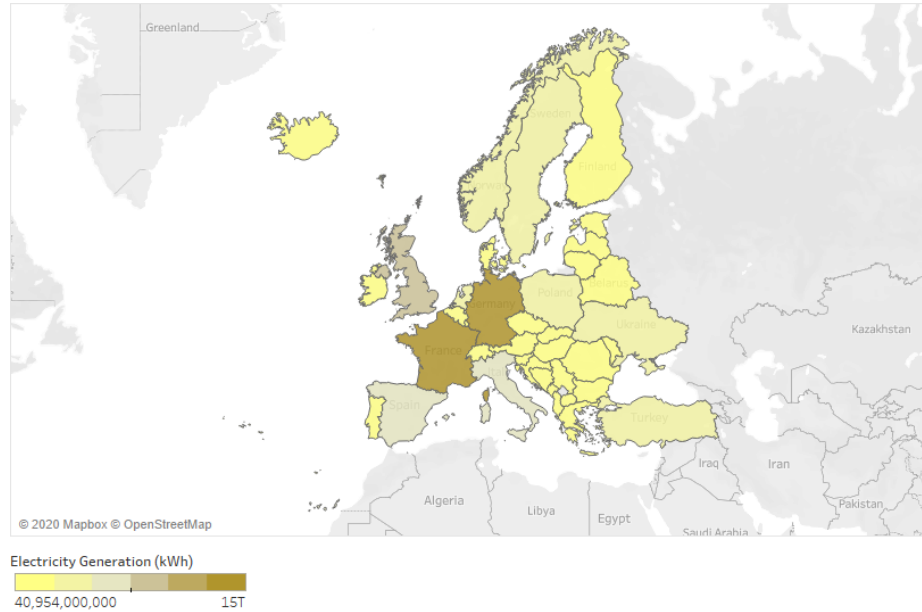 Greenland
Sweden
Norway
Finland
Belarus
Poland
Germany
Ukraine
Kazakhstan
France
Italy
Spain
Turkey
Iraq
Iran
Pakistan
Algeria
Libya
Egypt
Saudi Arabia
© 2020 Mapbox © OpenStreetMap
Electricity Generation (kWh)
40,954,000,000 15T